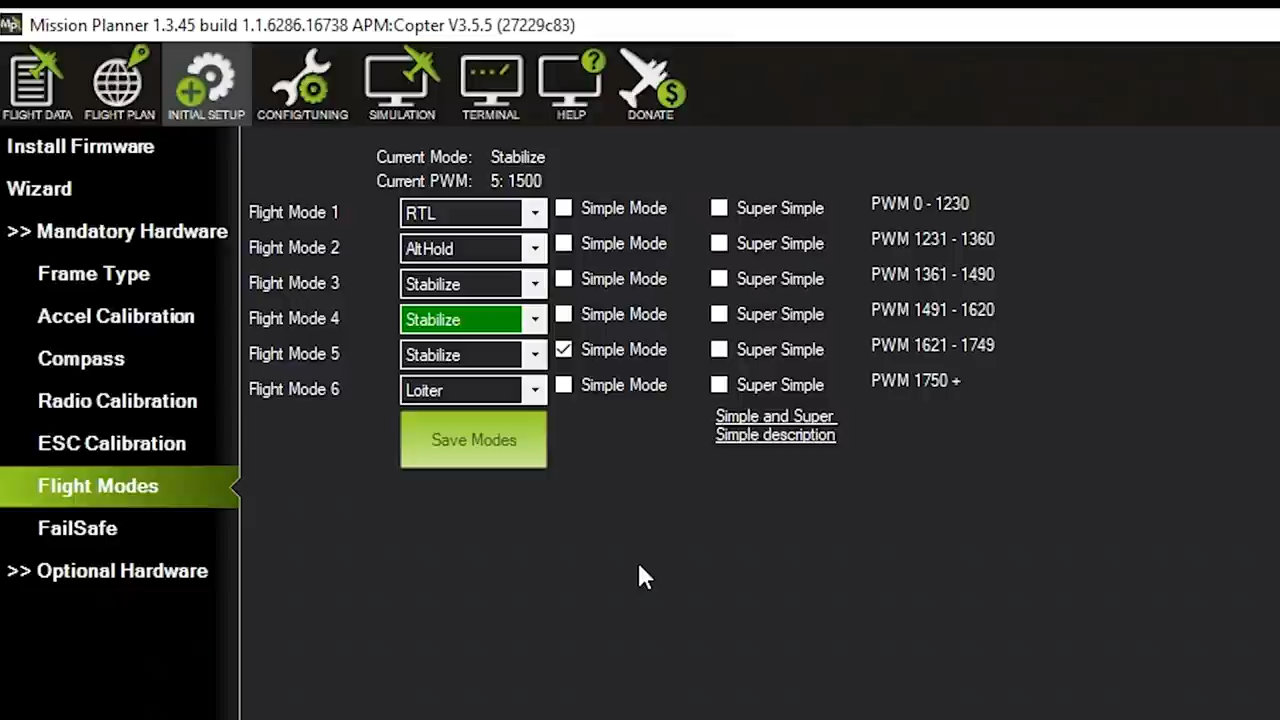 Mp
Mission Planner 1.3.45 build 1.1.6286.16738 APM:Copter V3.5.5 (27229c83)
FLIGHT DATA FLIGHT PLAN INITIAL SETUP CONFIG/TUNING SIMULATION TERMINAL HELP DONATE
Install Firmware
Wizard
>> Mandatory Hardware
Frame Type
Accel Calibration
Compass
Radio Calibration
ESC Calibration
Flight Modes
FailSafe
>> Optional Hardware
Current Mode: Stabilize
Current PWM: 5: 1500
Flight Mode 1 RTL Simple Mode Super Simple PWM 0 - 1230
Flight Mode 2 AltHold Simple Mode Super Simple PWM 1231 - 1360
Flight Mode 3 Stabilize Simple Mode Super Simple PWM 1361 - 1490
Flight Mode 4 Stabilize Simple Mode Super Simple PWM 1491 - 1620
Flight Mode 5 Stabilize Simple Mode Super Simple PWM 1621 - 1749
Flight Mode 6 Loiter Simple Mode Super Simple PWM 1750 +
Save Modes
Simple and Super
Simple description